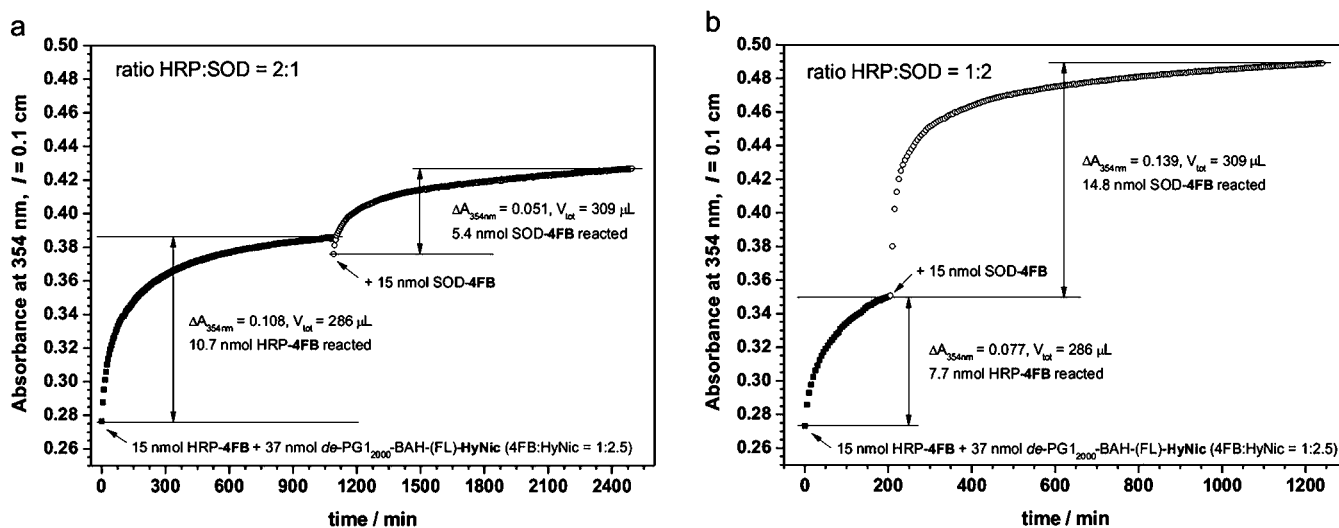 a
ratio HRP:SOD = 2:1
Absorbance at 354 nm, l = 0.1 cm
0.50
0.48
0.46
0.44
0.42
0.40
0.38
0.36
0.34
0.32
0.30
0.28
0.26
ΔA354nm = 0.051, Vtot = 309 µL
5.4 nmol SOD-4FB reacted
+ 15 nmol SOD-4FB
ΔA354nm = 0.108, Vtot = 286 µL
10.7 nmol HRP-4FB reacted
15 nmol HRP-4FB + 37 nmol de-PG12000-BAH-(FL)-HyNic (4FB:HyNic = 1:2.5)
0 300 600 900 1200 1500 1800 2100 2400
time / min
b
ratio HRP:SOD = 1:2
Absorbance at 354 nm, l = 0.1 cm
0.50
0.48
0.46
0.44
0.42
0.40
0.38
0.36
0.34
0.32
0.30
0.28
0.26
ΔA354nm = 0.139, Vtot = 309 µL
14.8 nmol SOD-4FB reacted
+ 15 nmol SOD-4FB
ΔA354nm = 0.077, Vtot = 286 µL
7.7 nmol HRP-4FB reacted
15 nmol HRP-4FB + 37 nmol de-PG12000-BAH-(FL)-HyNic (4FB:HyNic = 1:2.5)
0 200 400 600 800 1000 1200
time / min